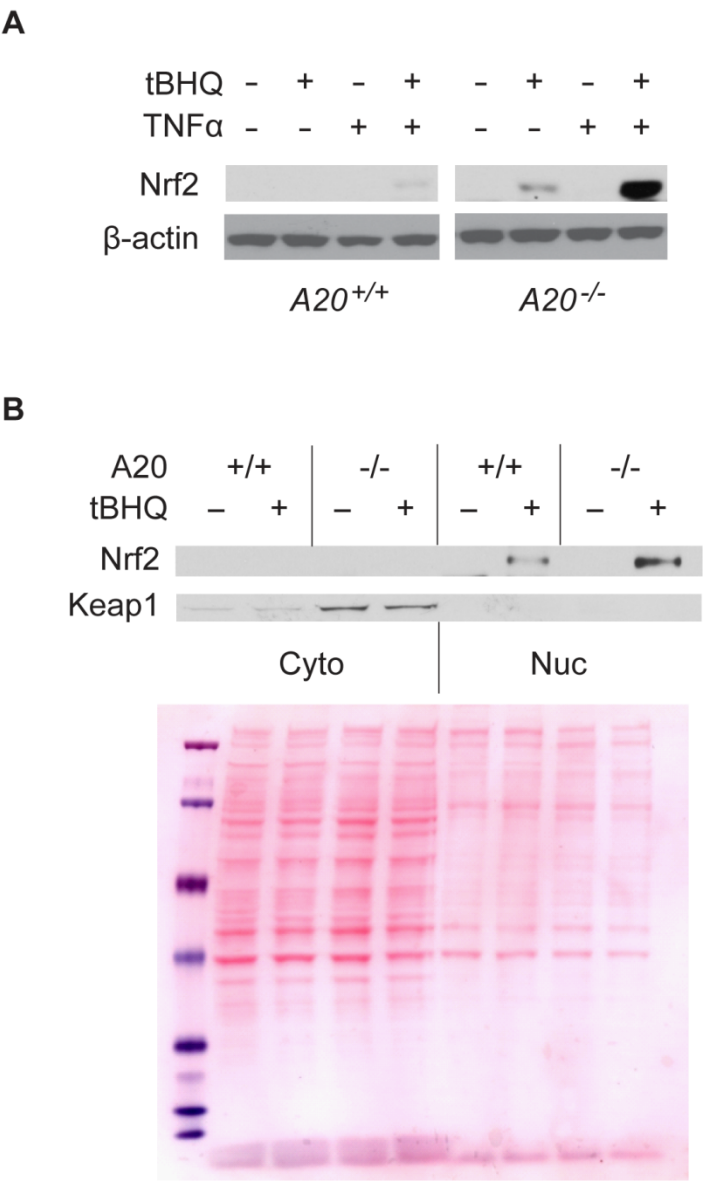 A
tBHQ – + – + – + – +
TNFα – – + + – – + +
Nrf2
β-actin
A20+/+ A20-/-
B
A20 +/+ -/- +/+ -/-
tBHQ – + – + – + – +
Nrf2
Keap1
Cyto Nuc